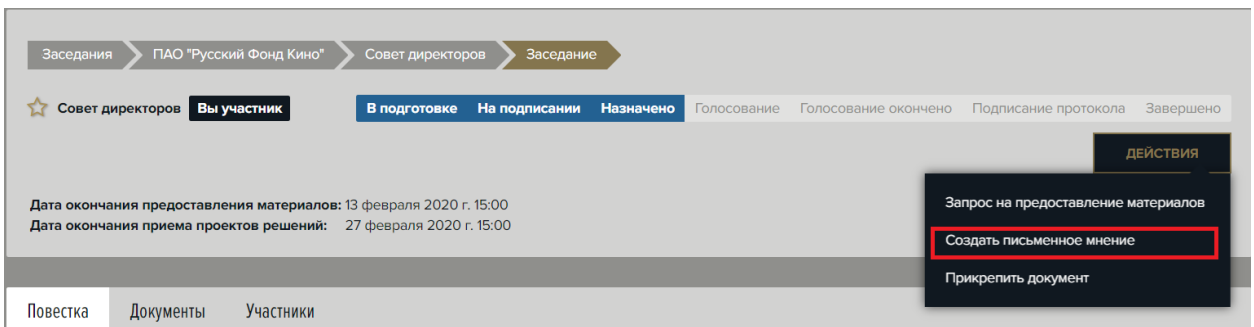 Заседания ПАО "Русский Фонд Кино" Совет директоров Заседание
Совет директоров Вы участник В подготовке На подписании Назначено Голосование Голосование окончено Подписание протокола Завершено
ДЕЙСТВИЯ
Запрос на предоставление материалов
Создать письменное мнение
Прикрепить документ
Дата окончания предоставления материалов: 13 февраля 2020 г. 15:00
Дата окончания приема проектов решений: 27 февраля 2020 г. 15:00
Повестка Документы Участники